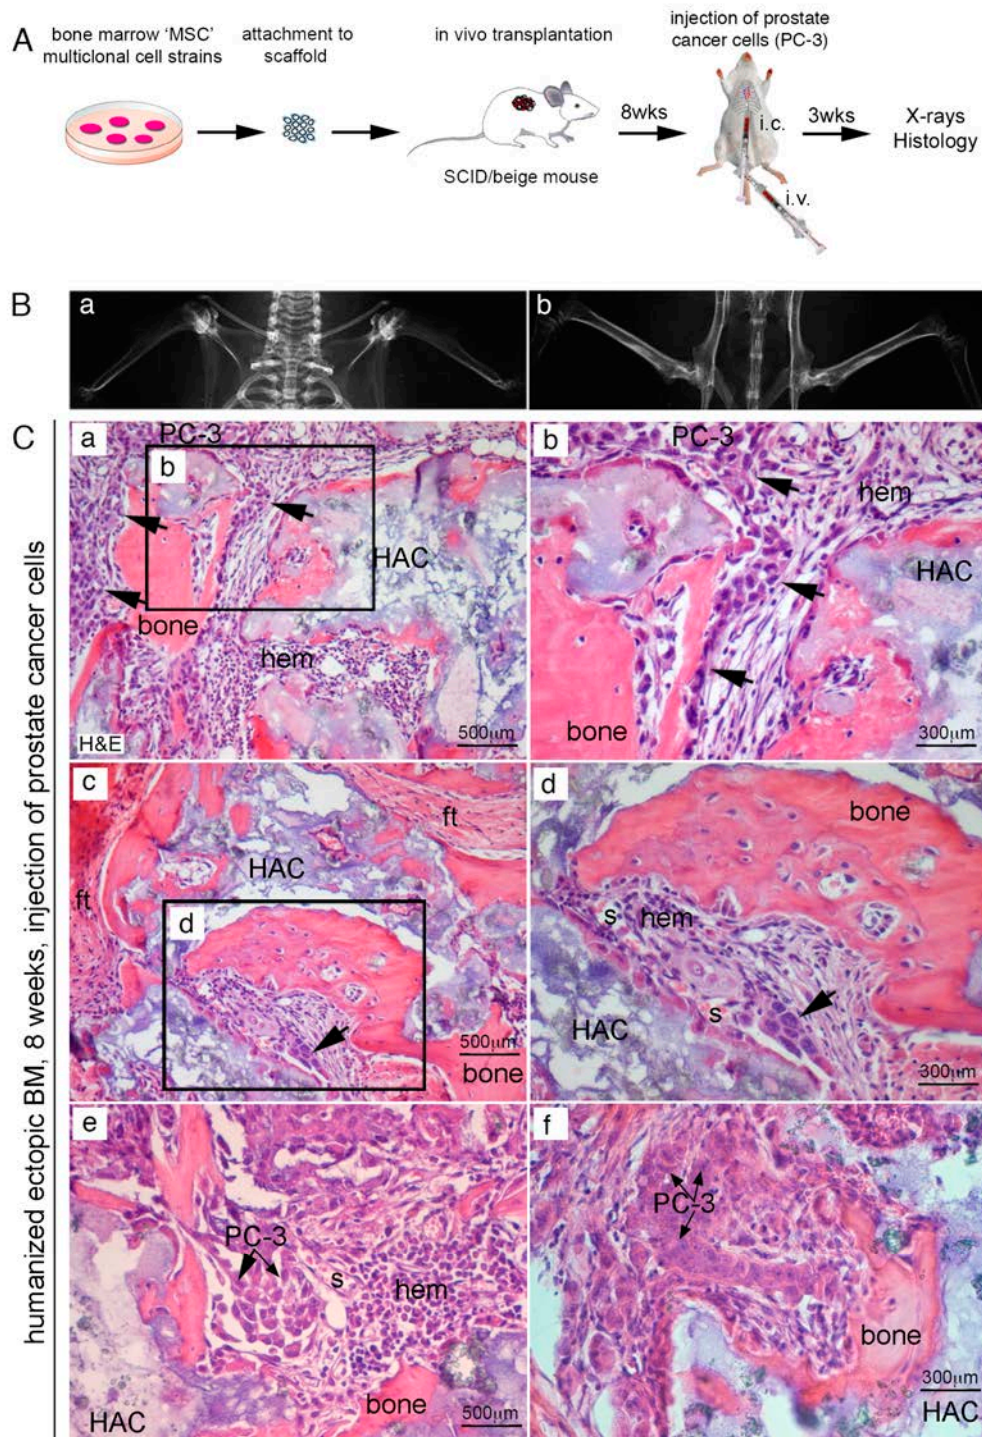 A
bone marrow ‘MSC’
multiclonal cell strains
attachment to
scaffold
in vivo transplantation
injection of prostate
cancer cells (PC-3)
8wks
i.c.
3wks
X-rays
Histology
i.v.
SCID/beige mouse
B
a
b
C
humanized ectopic BM, 8 weeks, injection of prostate cancer cells
a
PC-3
b
HAC
bone
hem
H&E
500µm
b
PC-3
hem
HAC
bone
300µm
c
ft
HAC
ft
d
500µm
bone
d
bone
s
hem
s
HAC
300µm
e
PC-3
s
hem
bone
HAC
500µm
f
PC-3
bone
300µm
HAC